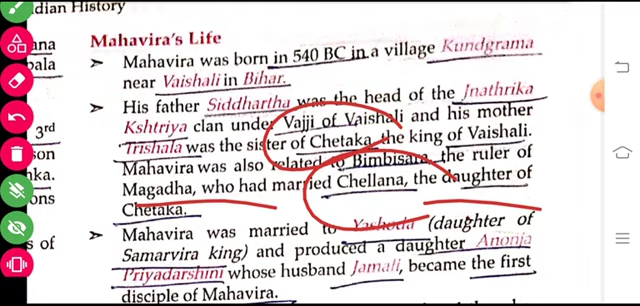 dian History
Mahavira's Life
ana
pala
➤ Mahavira was born in 540 BC in a village Kundgrama
near Vaishali in Bihar.
➤ His father Siddhartha was the head of the Jnathrika
3rd
Kshtriya clan under Vajji of Vaishali and his mother
son
Trishala was the sister of Chetaka, the king of Vaishali.
nka.
Mahavira was also related to Bimbisara, the ruler of
ons
Magadha, who had married Chellana, the daughter of
Chetaka.
s of
➤ Mahavira was married to Yashoda (daughter of
Samarvira king) and produced a daughter Anonja
Priyadarshini whose husband Jamali, became the first
disciple of Mahavira.